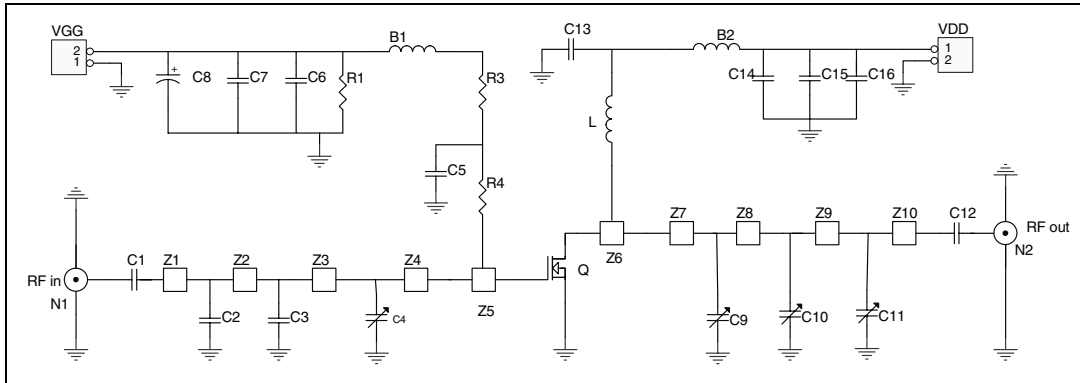 VGG
2
1
C8
+
C7
C6
R1
B1
R3
C5
R4
C13
B2
VDD
1
2
C14
C15
C16
L
RF in
N1
C1
Z1
Z2
Z3
Z4
Z5
C2
C3
C4
Q
Z6
Z7
Z8
Z9
Z10
C12
RF out
N2
C9
C10
C11